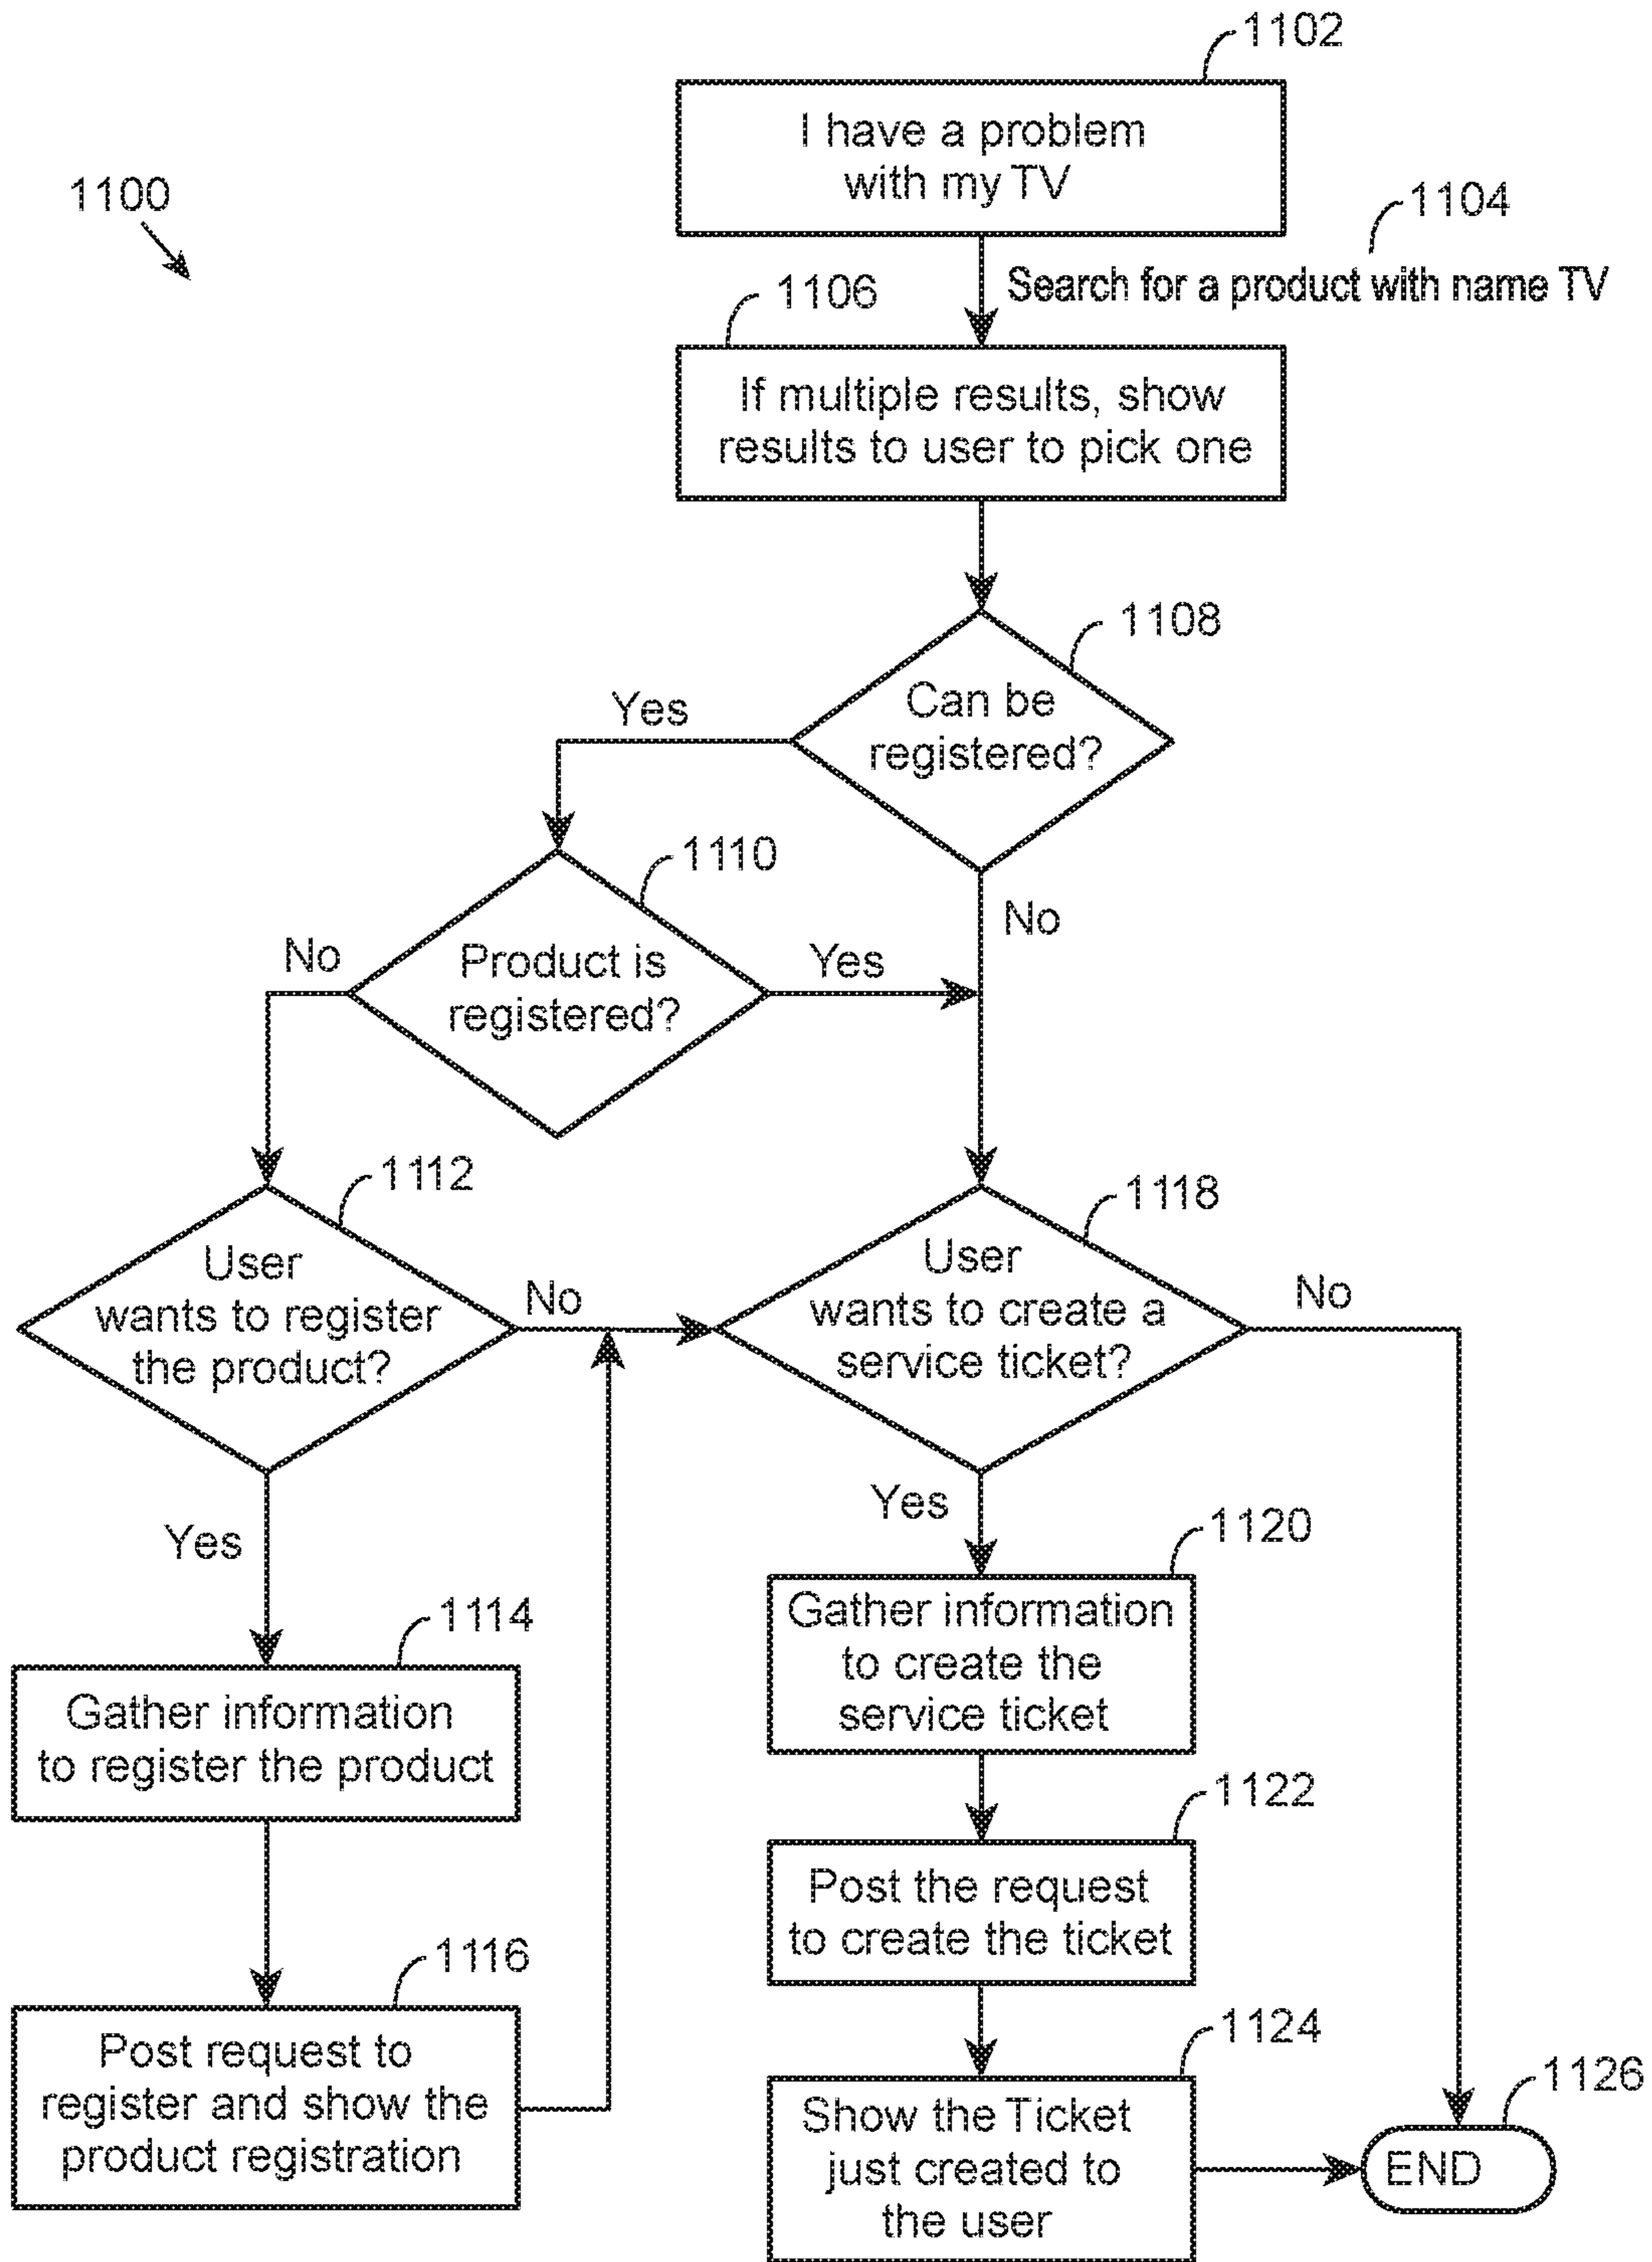 1102
I have a problem
with my TV
1100
1104
Search for a product with name TV
1106
If multiple results, show
results to user to pick one
1108
Can be
registered?
Yes
No
1110
Product is
registered?
No
Yes
1112
User
wants to register
the product?
No
Yes
1118
User
wants to create a
service ticket?
No
Yes
1114
Gather information
to register the product
1116
Post request to
register and show the
product registration
1120
Gather information
to create the
service ticket
1122
Post the request
to create the ticket
1124
Show the Ticket
just created to
the user
1126
END